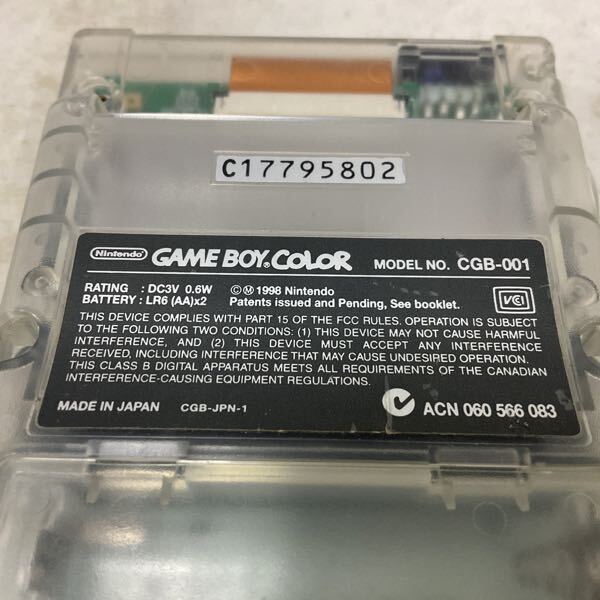 C17795802
Nintendo GAME BOY COLOR MODEL NO. CGB-001
RATING : DC3V 0.6W
BATTERY : LR6 (AA)x2
©Ⓜ1998 Nintendo
Patents issued and Pending, See booklet.
VCI
THIS DEVICE COMPLIES WITH PART 15 OF THE FCC RULES. OPERATION IS SUBJECT
TO THE FOLLOWING TWO CONDITIONS: (1) THIS DEVICE MAY NOT CAUSE HARMFUL
INTERFERENCE, AND (2) THIS DEVICE MUST ACCEPT ANY INTERFERENCE
RECEIVED, INCLUDING INTERFERENCE THAT MAY CAUSE UNDESIRED OPERATION.
THIS CLASS B DIGITAL APPARATUS MEETS ALL REQUIREMENTS OF THE CANADIAN
INTERFERENCE-CAUSING EQUIPMENT REGULATIONS.
MADE IN JAPAN CGB-JPN-1 ACN 060 566 083